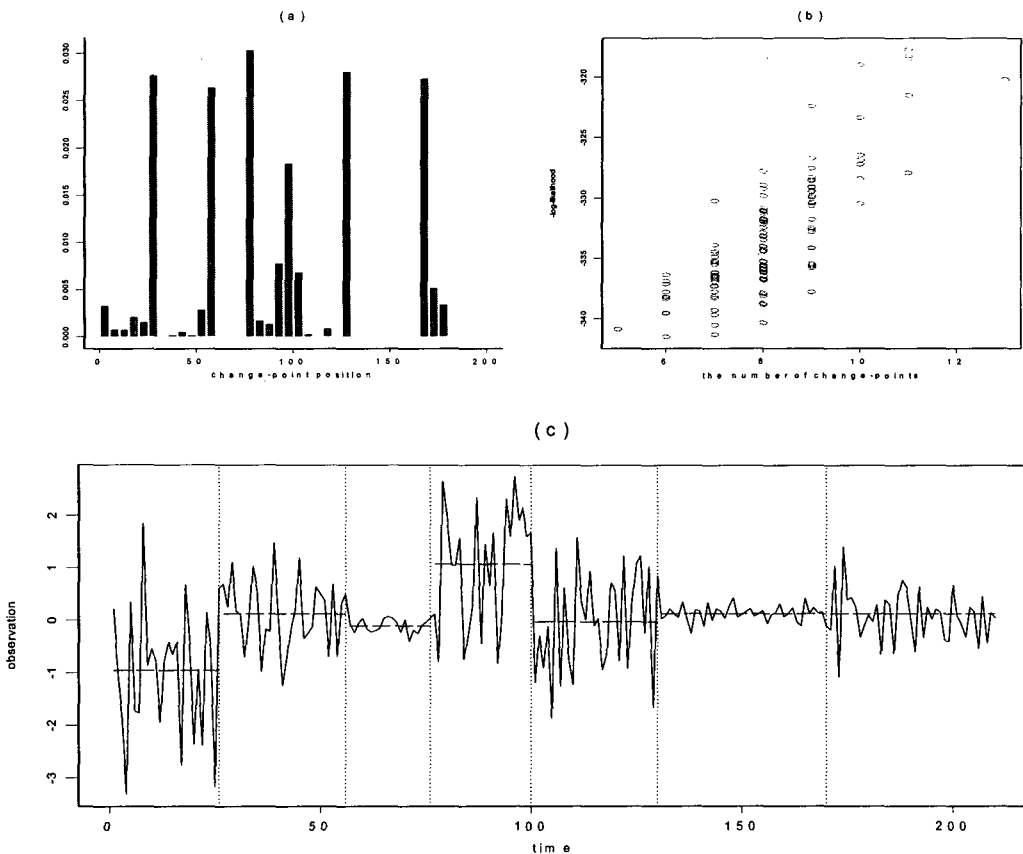 (a)
0.030
0.025
0.020
0.015
0.010
0.005
0.000
0 50 100 150 200
change-point position
(b)
-320
-325
-330
-335
-340
-log-likelihood
6 8 10 12
the number of change-points
(c)
2
1
0
-1
-2
-3
observation
0 50 100 150 200
time